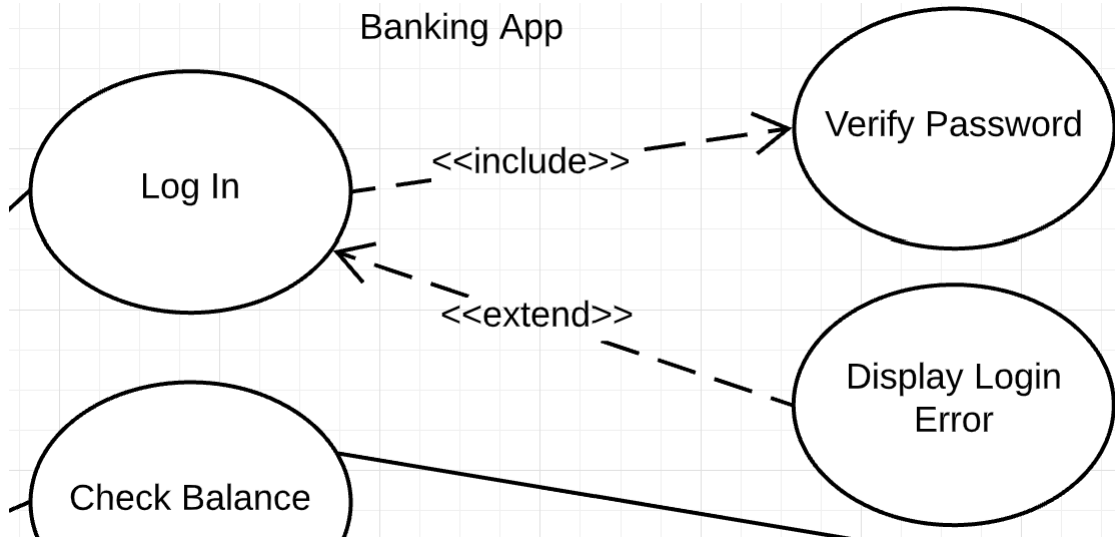 Banking App
Verify Password
<<include>>
Log In
<<extend>>
Display Login
Error
Check Balance